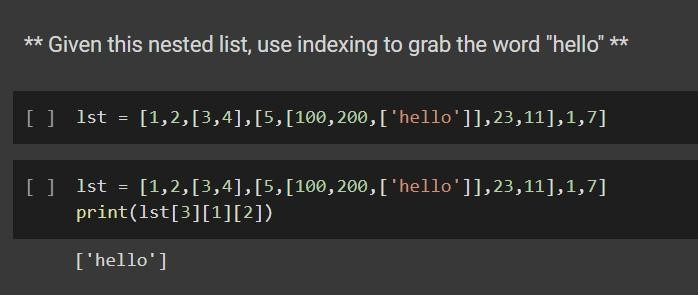 ** Given this nested list, use indexing to grab the word "hello" **
[ ] lst = [1,2,[3,4],[5,[100,200,['hello']],23,11],1,7]
[ ] lst = [1,2,[3,4],[5,[100,200,['hello']],23,11],1,7]
print(lst[3][1][2])
['hello']